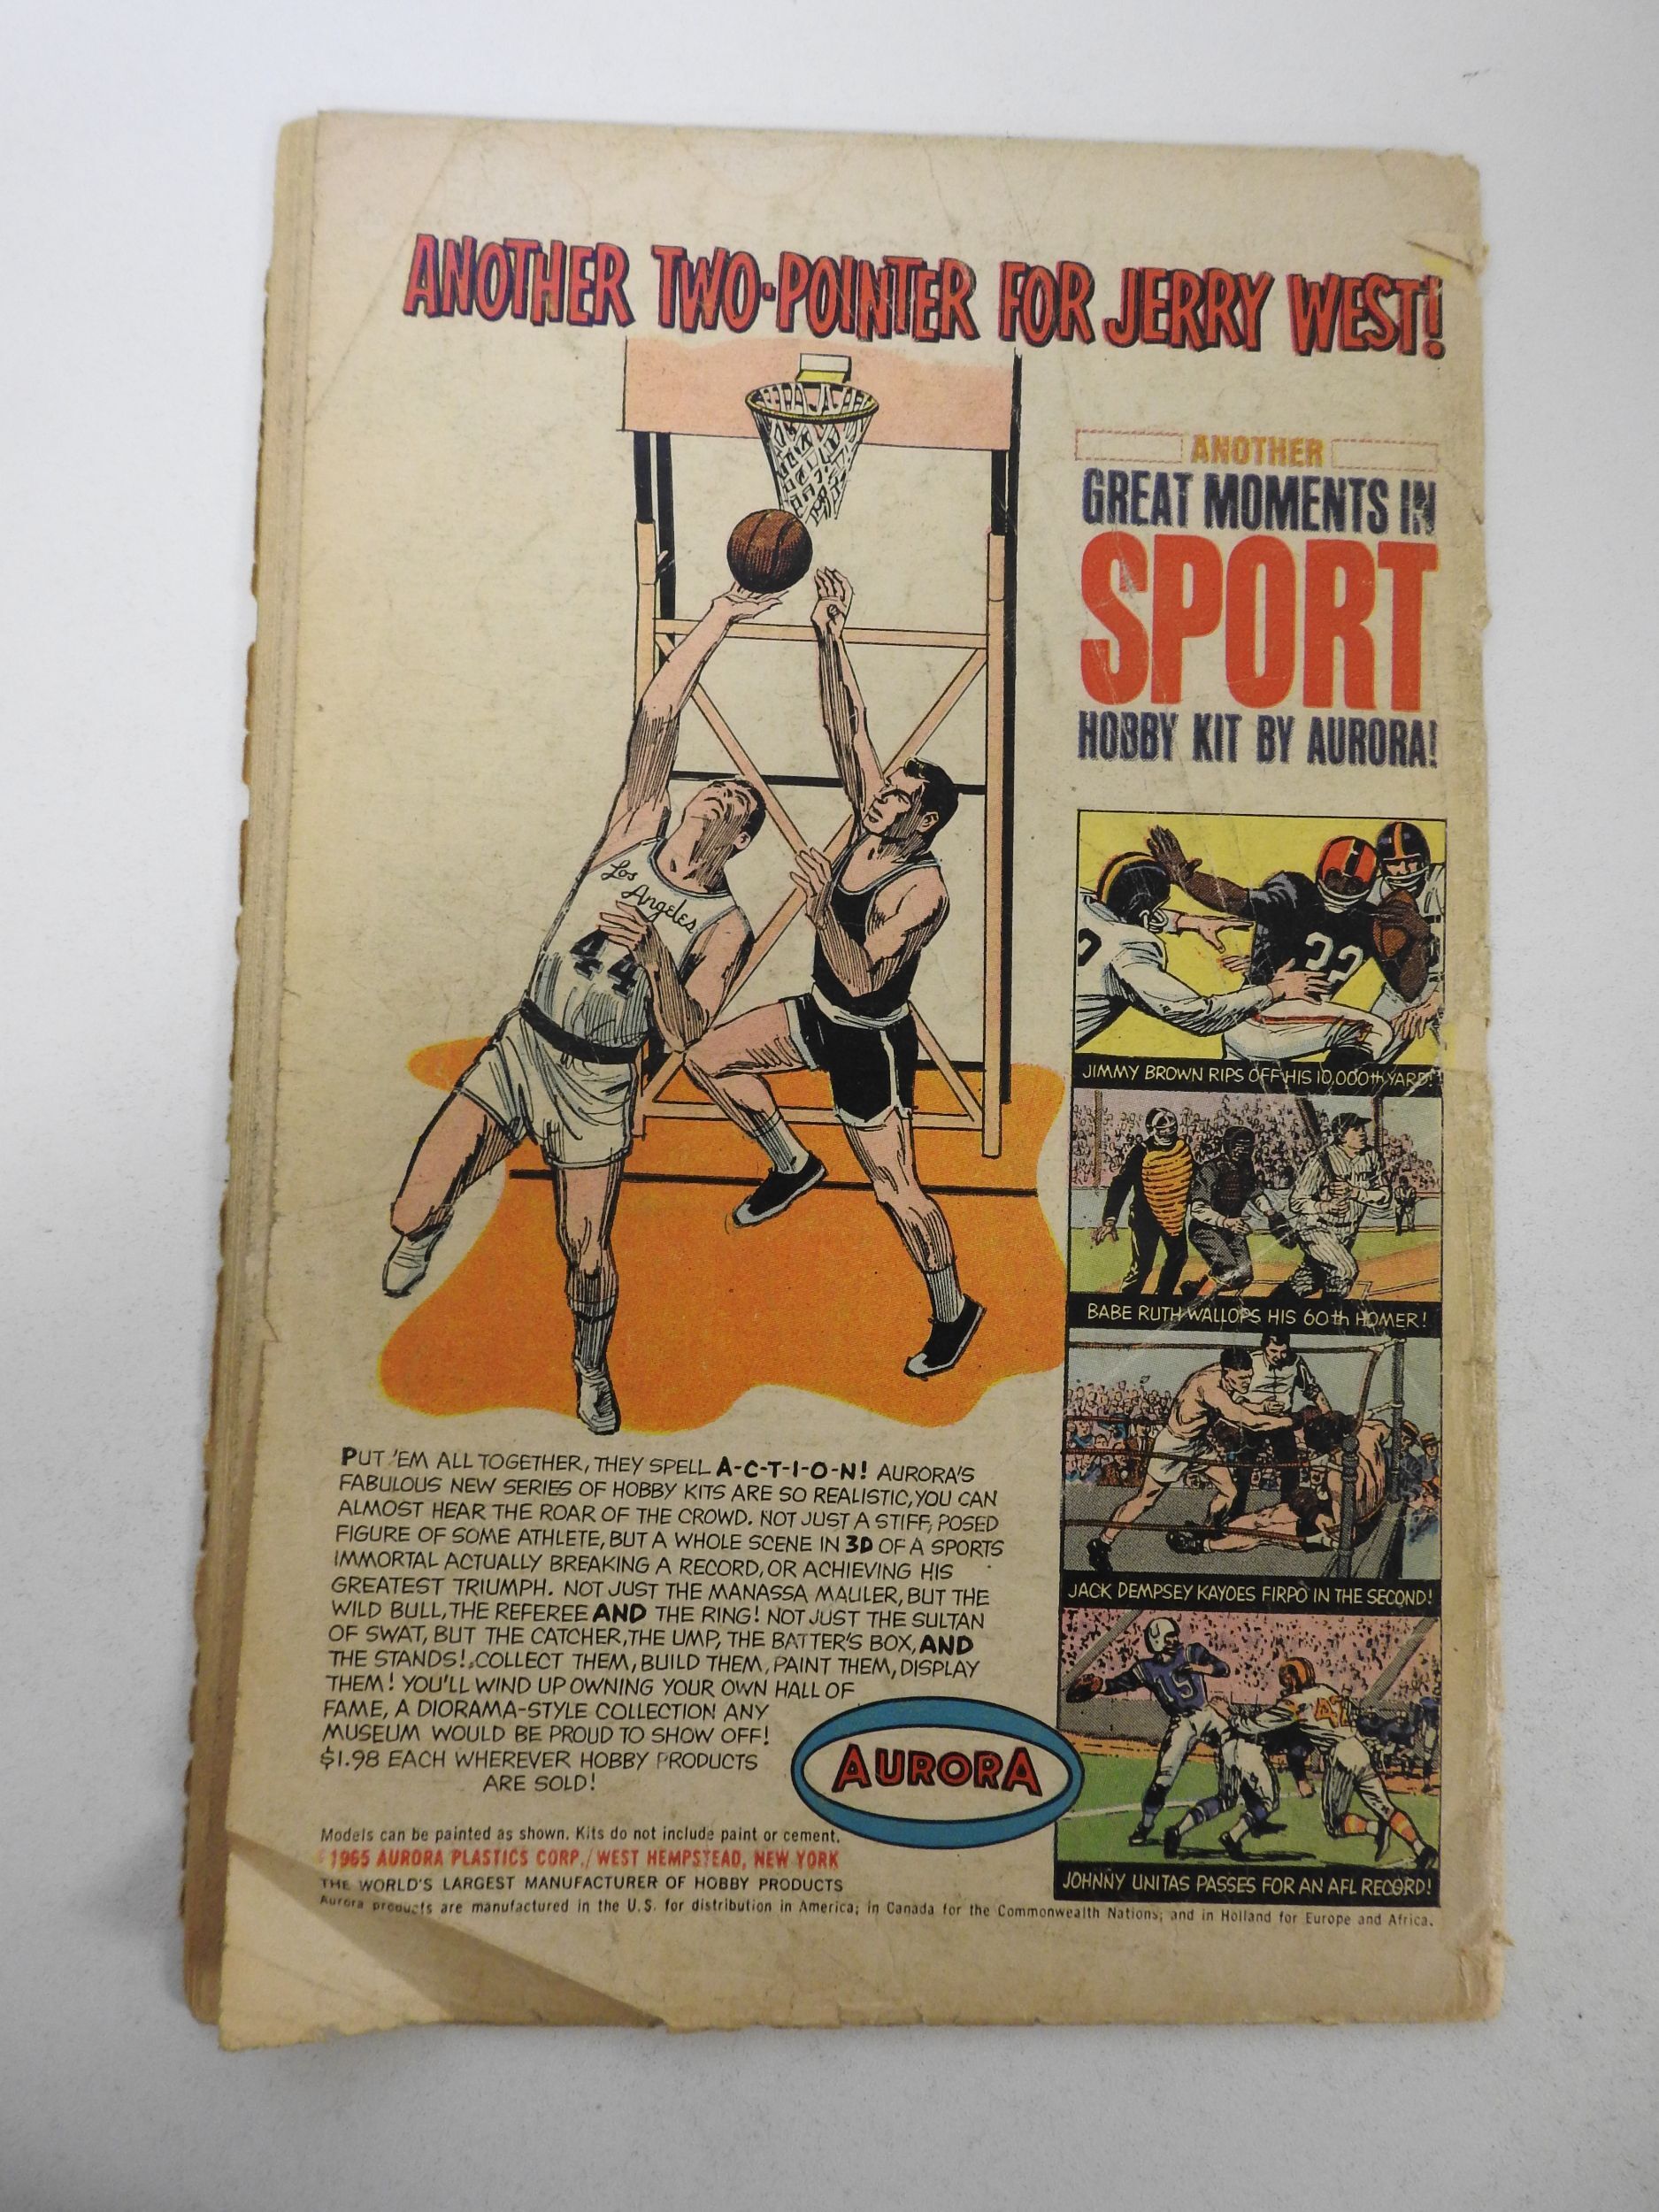 ANOTHER TWO-POINTER FOR JERRY WEST!
ANOTHER
GREAT MOMENTS IN
SPORT
HOBBY KIT BY AURORA!
Los
Angeles
44
32
JIMMY BROWN RIPS OFF HIS 10,000th YARD!
BABE RUTH WALLOPS HIS 60th HOMER!
JACK DEMPSEY KAYOES FIRPO IN THE SECOND!
15
JOHNNY UNITAS PASSES FOR AN AFL RECORD!
PUT 'EM ALL TOGETHER, THEY SPELL A-C-T-I-O-N! AURORA'S
FABULOUS NEW SERIES OF HOBBY KITS ARE SO REALISTIC, YOU CAN
ALMOST HEAR THE ROAR OF THE CROWD. NOT JUST A STIFF, POSED
FIGURE OF SOME ATHLETE, BUT A WHOLE SCENE IN 3D OF A SPORTS
IMMORTAL ACTUALLY BREAKING A RECORD, OR ACHIEVING HIS
GREATEST TRIUMPH. NOT JUST THE MANASSA MAULER, BUT THE
WILD BULL, THE REFEREE AND THE RING! NOT JUST THE SULTAN
OF SWAT, BUT THE CATCHER, THE UMP, THE BATTER'S BOX, AND
THE STANDS! COLLECT THEM, BUILD THEM, PAINT THEM, DISPLAY
THEM! YOU'LL WIND UP OWNING YOUR OWN HALL OF
FAME, A DIORAMA-STYLE COLLECTION ANY
MUSEUM WOULD BE PROUD TO SHOW OFF!
$1.98 EACH WHEREVER HOBBY PRODUCTS
ARE SOLD!
AURORA
Models can be painted as shown. Kits do not include paint or cement.
1965 AURORA PLASTICS CORP./WEST HEMPSTEAD, NEW YORK
THE WORLD'S LARGEST MANUFACTURER OF HOBBY PRODUCTS
Aurora products are manufactured in the U.S. for distribution in America; in Canada for the Commonwealth Nations; and in Holland for Europe and Africa.